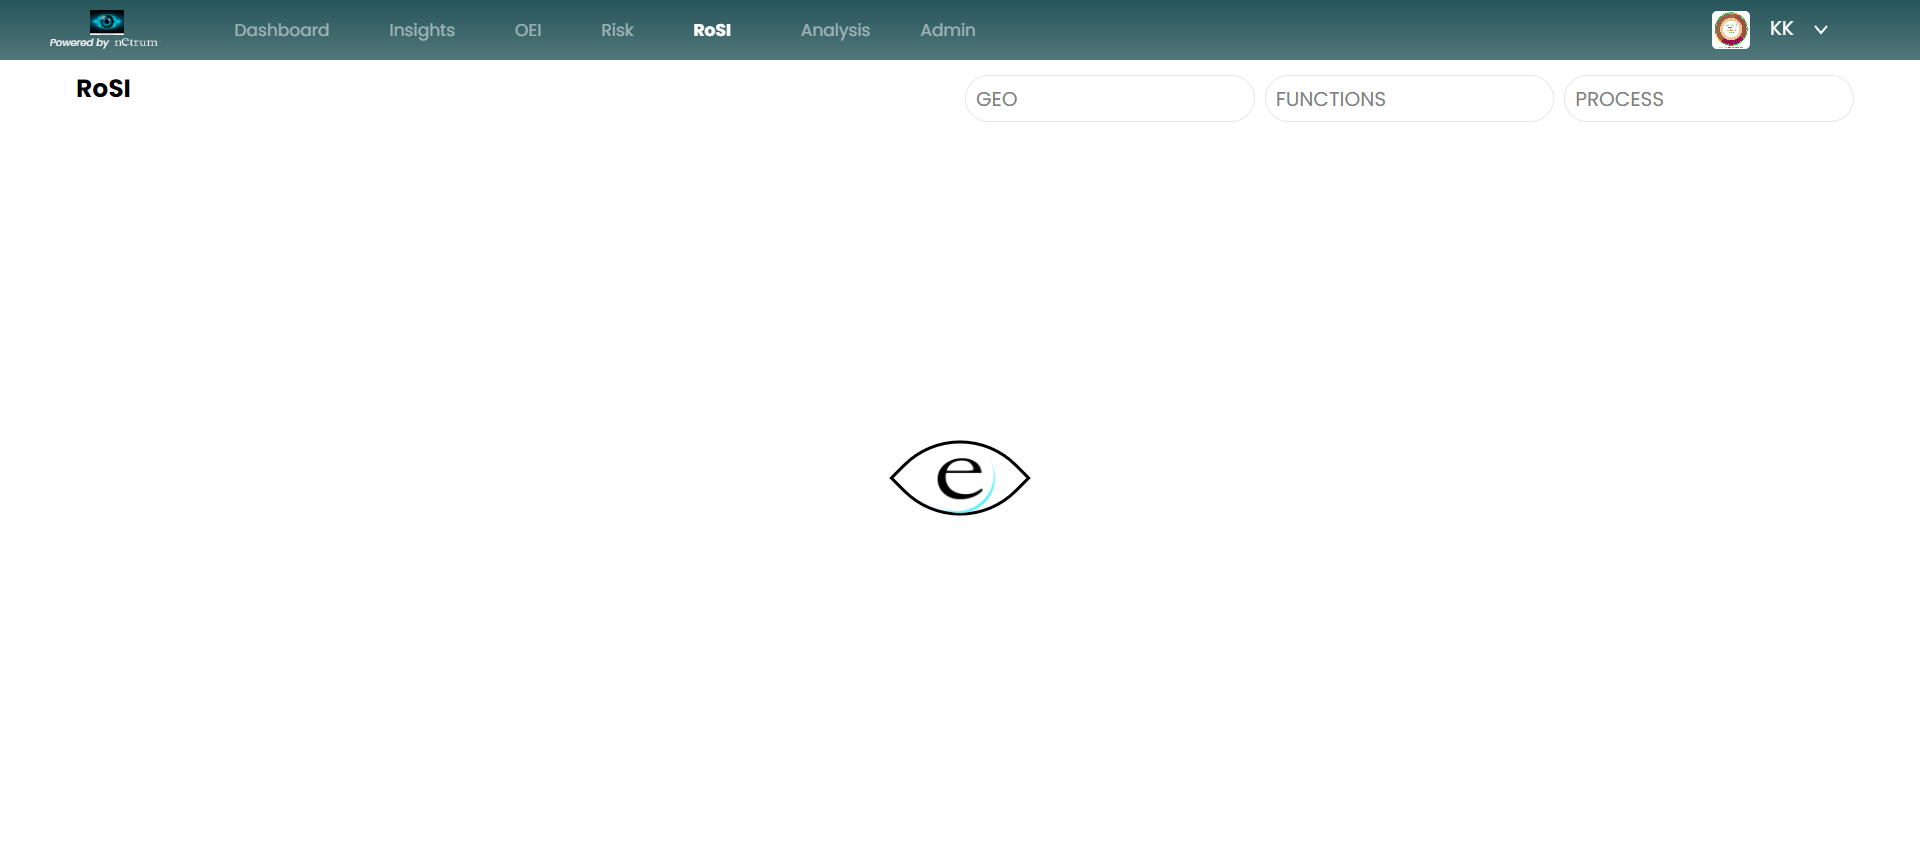 Powered by nCtrum
Dashboard
Insights
OEI
Risk
RoSI
Analysis
Admin
KK
RoSI
GEO
FUNCTIONS
PROCESS
e